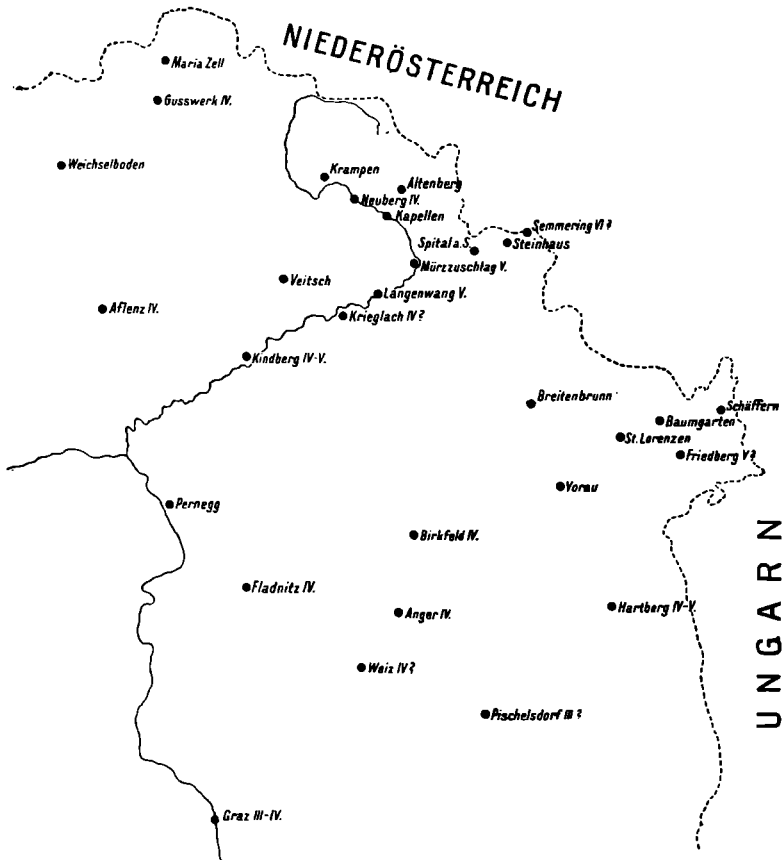 NIEDERÖSTERREICH
Maria Zell
Gusswerk IV.
Weichselboden
Krampen
Altenberg
Neuberg IV.
Kapellen
Semmering VI?
Spital a.S.
Steinhaus
Mürzzuschlag V.
Veitsch
Langenwang V.
Aflenz IV.
Krieglach IV?
Kindberg IV-V.
Breitenbrunn
Schäffern
Baumgarten
St. Lorenzen
Friedberg V?
Vorau
Pernegg
Birkfeld IV.
UNGARN
Fladnitz IV.
Anger IV.
Hartberg IV-V.
Weiz IV?
Pischelsdorf III?
Graz III-IV.